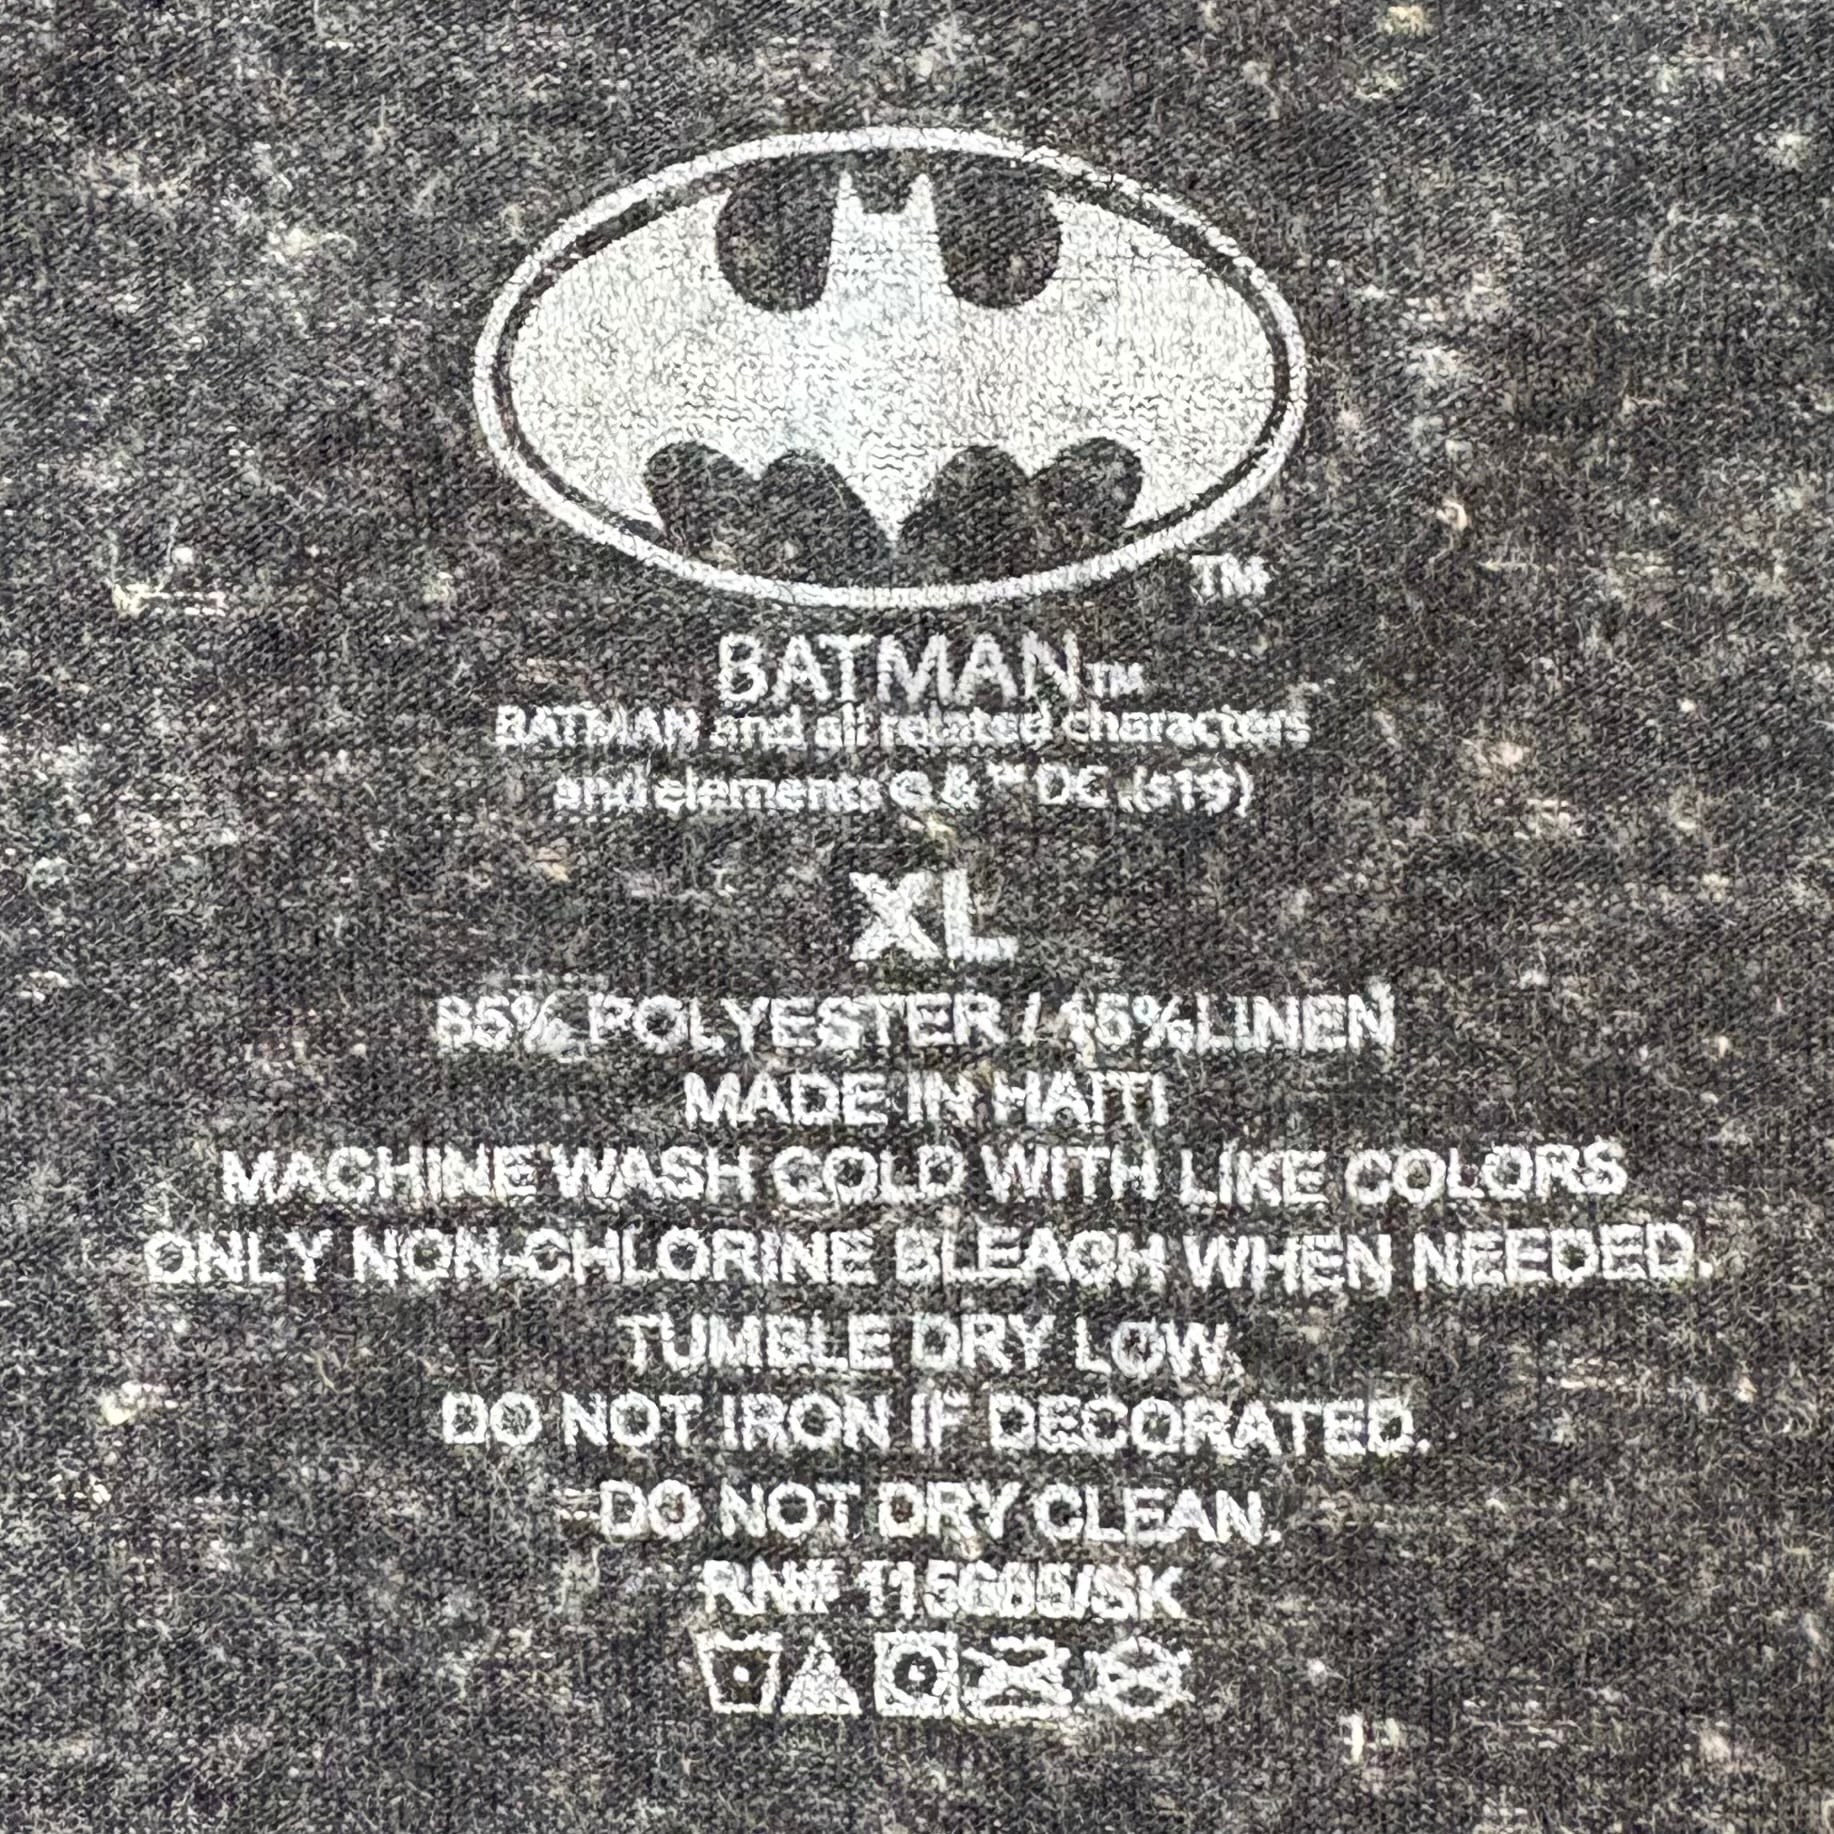 TM
BATMAN TM
BATMAN and all related characters
and elements © & ™ DC. (s19)
XL
85% POLYESTER / 15% LINEN
MADE IN HAITI
MACHINE WASH COLD WITH LIKE COLORS
ONLY NON-CHLORINE BLEACH WHEN NEEDED.
TUMBLE DRY LOW.
DO NOT IRON IF DECORATED.
DO NOT DRY CLEAN.